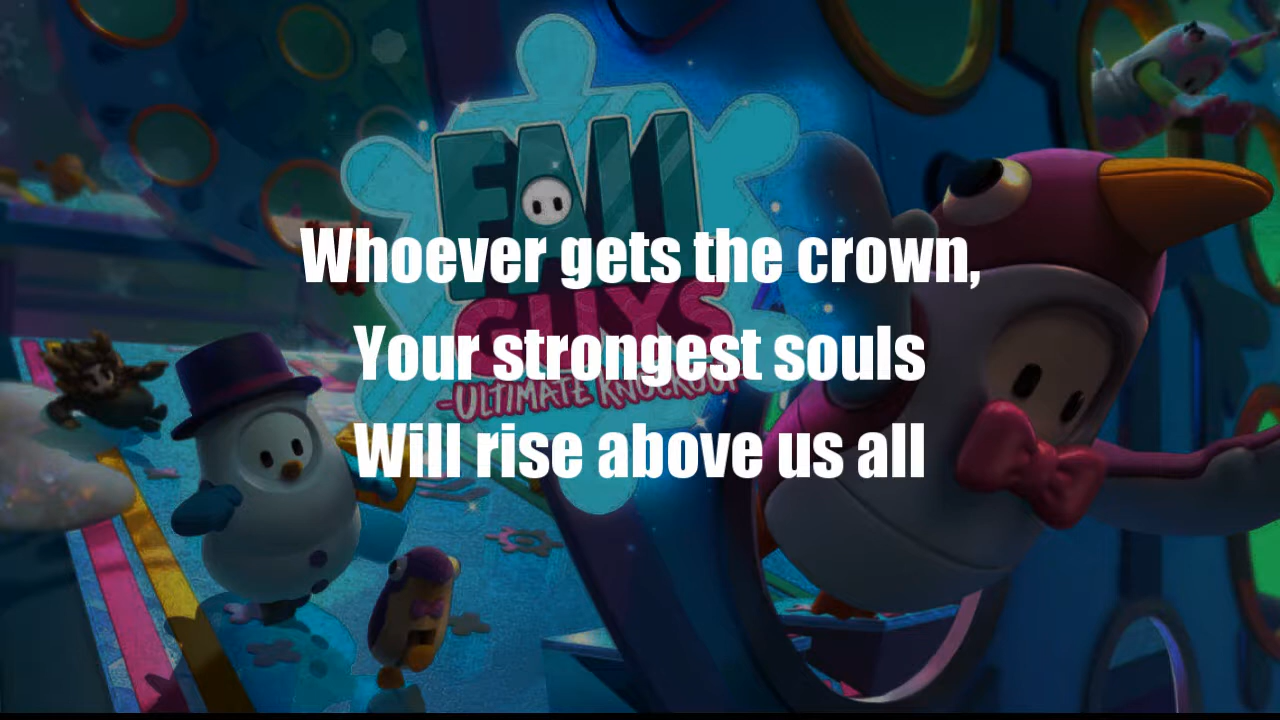 FALL
GUYS
-ULTIMATE KNOCKOUT
Whoever gets the crown,
Your strongest souls
Will rise above us all